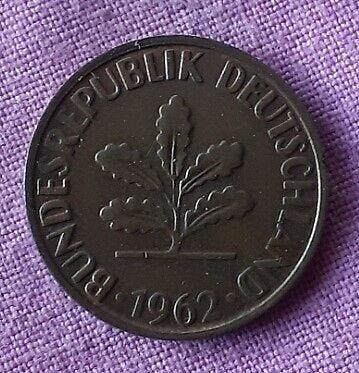 BUNDESREPUBLIK DEUTSCHLAND
· 1962 ·